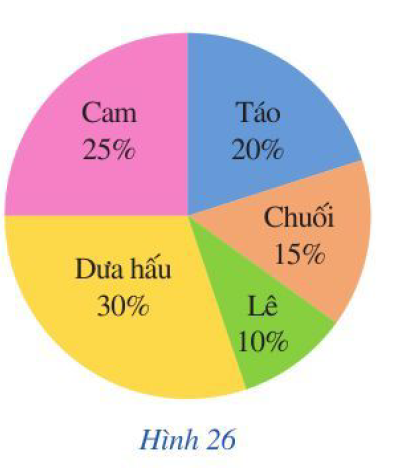 Cam
25%
Táo
20%
Chuối
15%
Dưa hấu
30%
Lê
10%
Hình 26